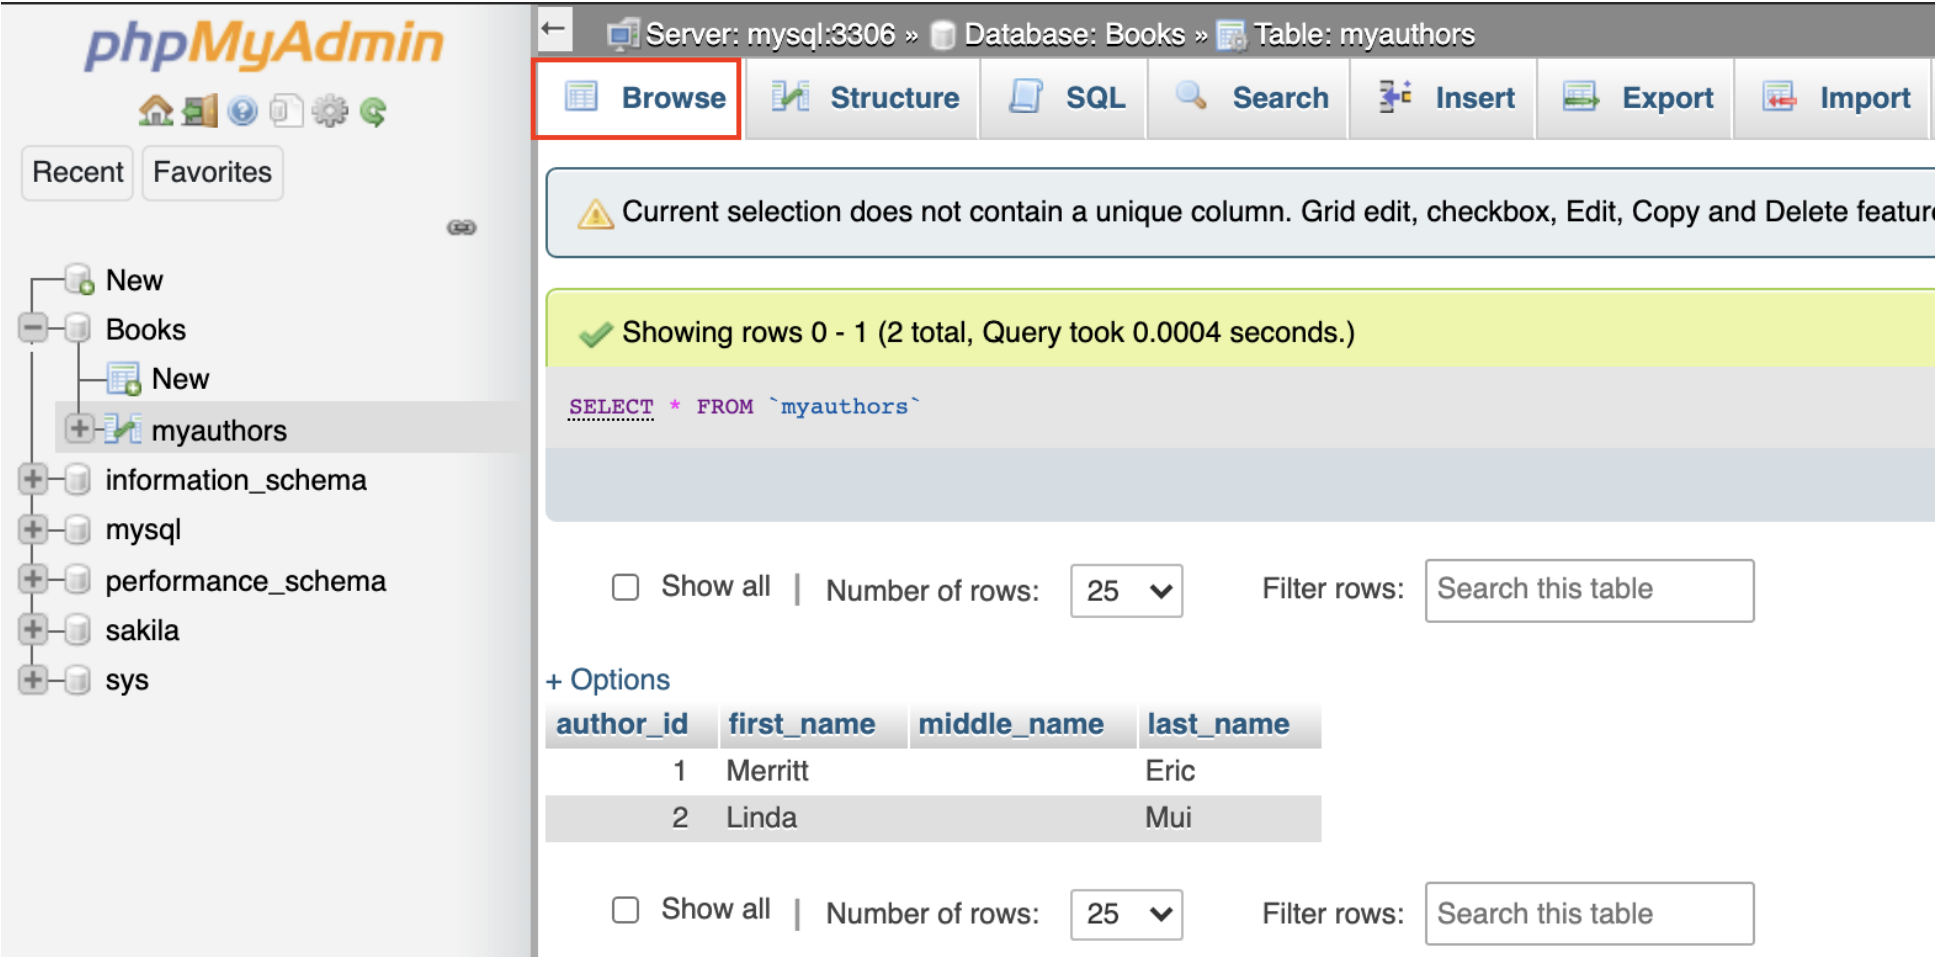 phpMyAdmin
Recent Favorites
New
Books
New
myauthors
information_schema
mysql
performance_schema
sakila
sys
Server: mysql:3306 » Database: Books » Table: myauthors
Browse Structure SQL Search Insert Export Import
Current selection does not contain a unique column. Grid edit, checkbox, Edit, Copy and Delete featur
Showing rows 0 - 1 (2 total, Query took 0.0004 seconds.)
SELECT * FROM `myauthors`
Show all | Number of rows: 25 Filter rows: Search this table
+ Options
author_id first_name middle_name last_name
1 Merritt Eric
2 Linda Mui
Show all | Number of rows: 25 Filter rows: Search this table